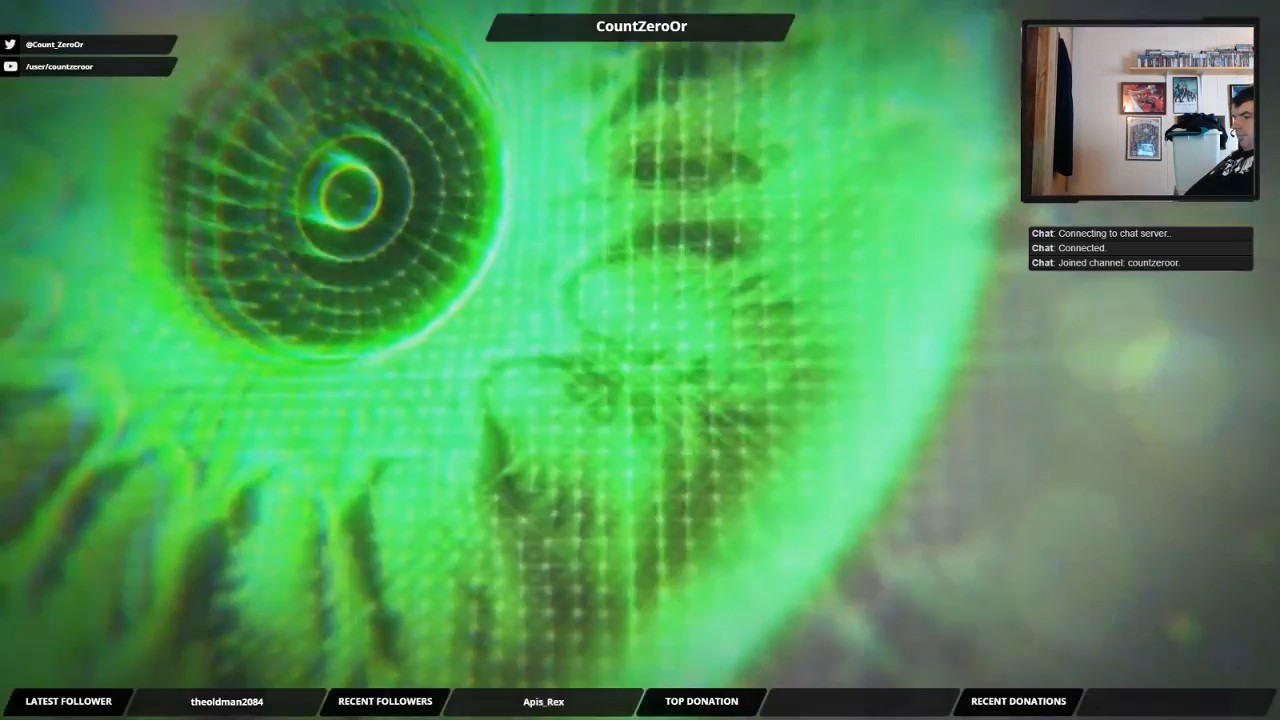 CountZeroOr
@Count_ZeroOr
/user/countzeroor
Chat: Connecting to chat server..
Chat: Connected.
Chat: Joined channel: countzeroor.
LATEST FOLLOWER
theoldman2084
RECENT FOLLOWERS
Apis_Rex
TOP DONATION
RECENT DONATIONS